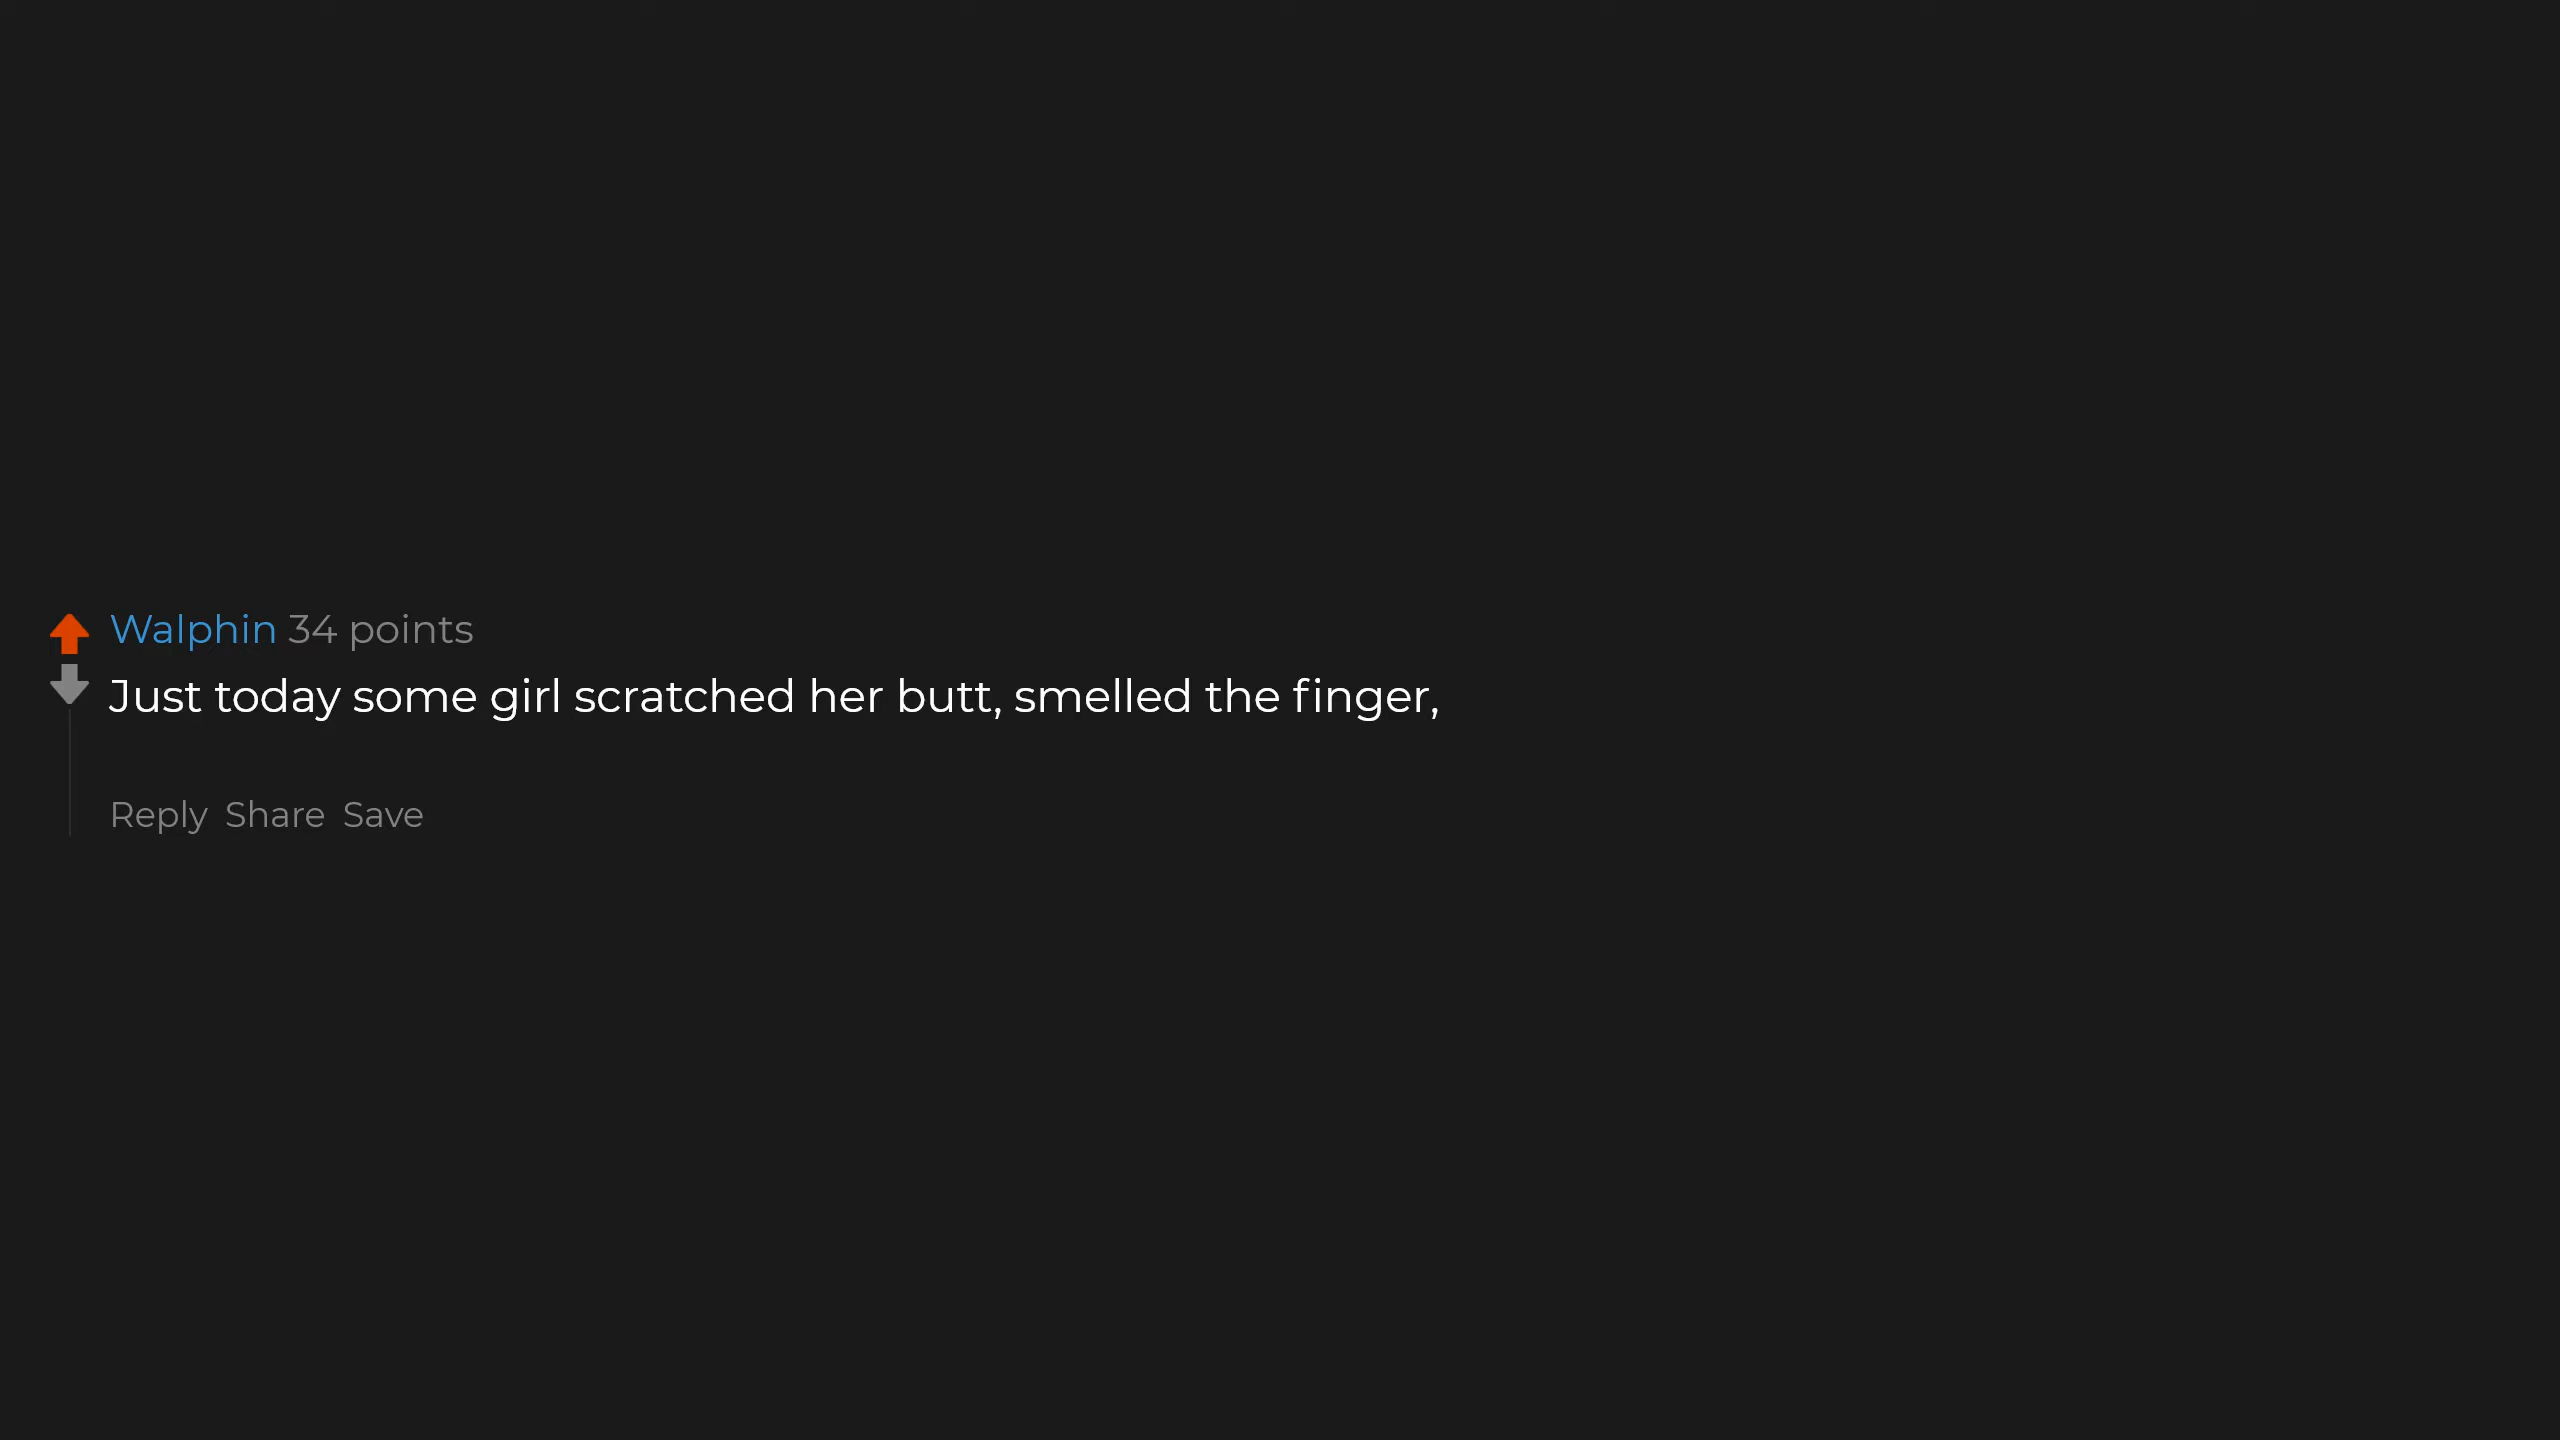 Walphin 34 points
Just today some girl scratched her butt, smelled the finger,
Reply Share Save